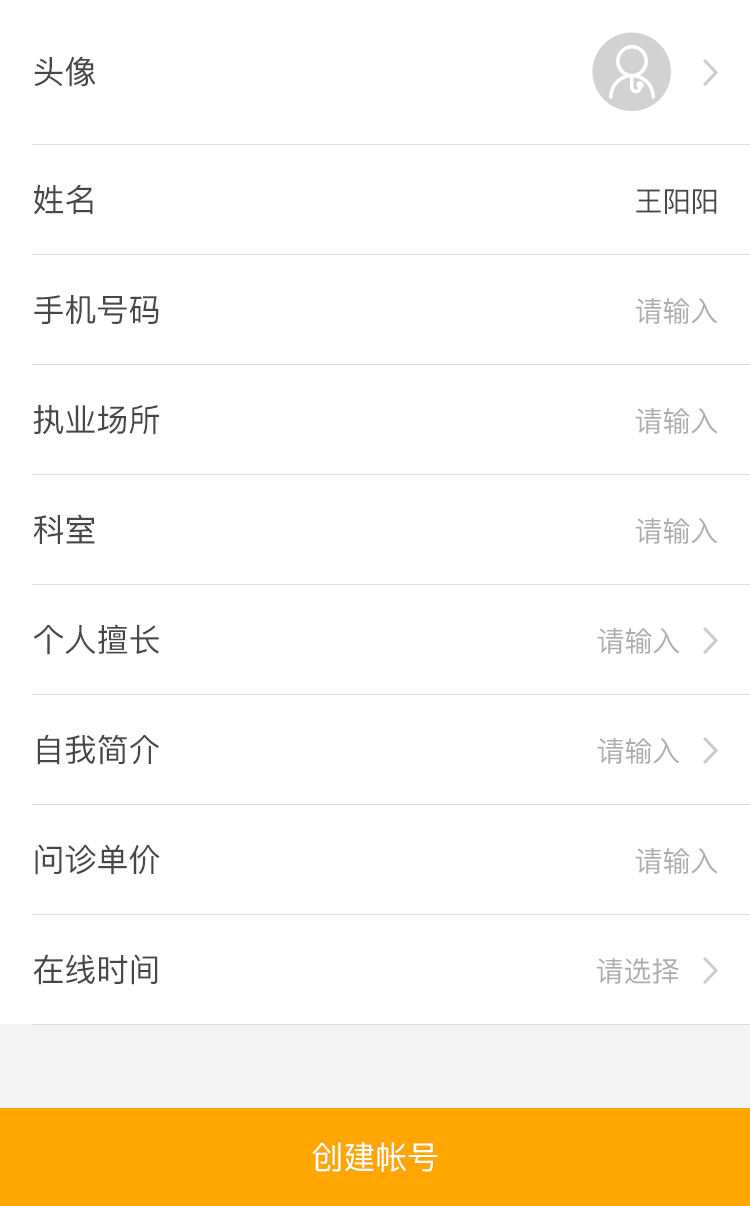 头像
姓名 王阳阳
手机号码 请输入
执业场所 请输入
科室 请输入
个人擅长 请输入
自我简介 请输入
问诊单价 请输入
在线时间 请选择
创建帐号